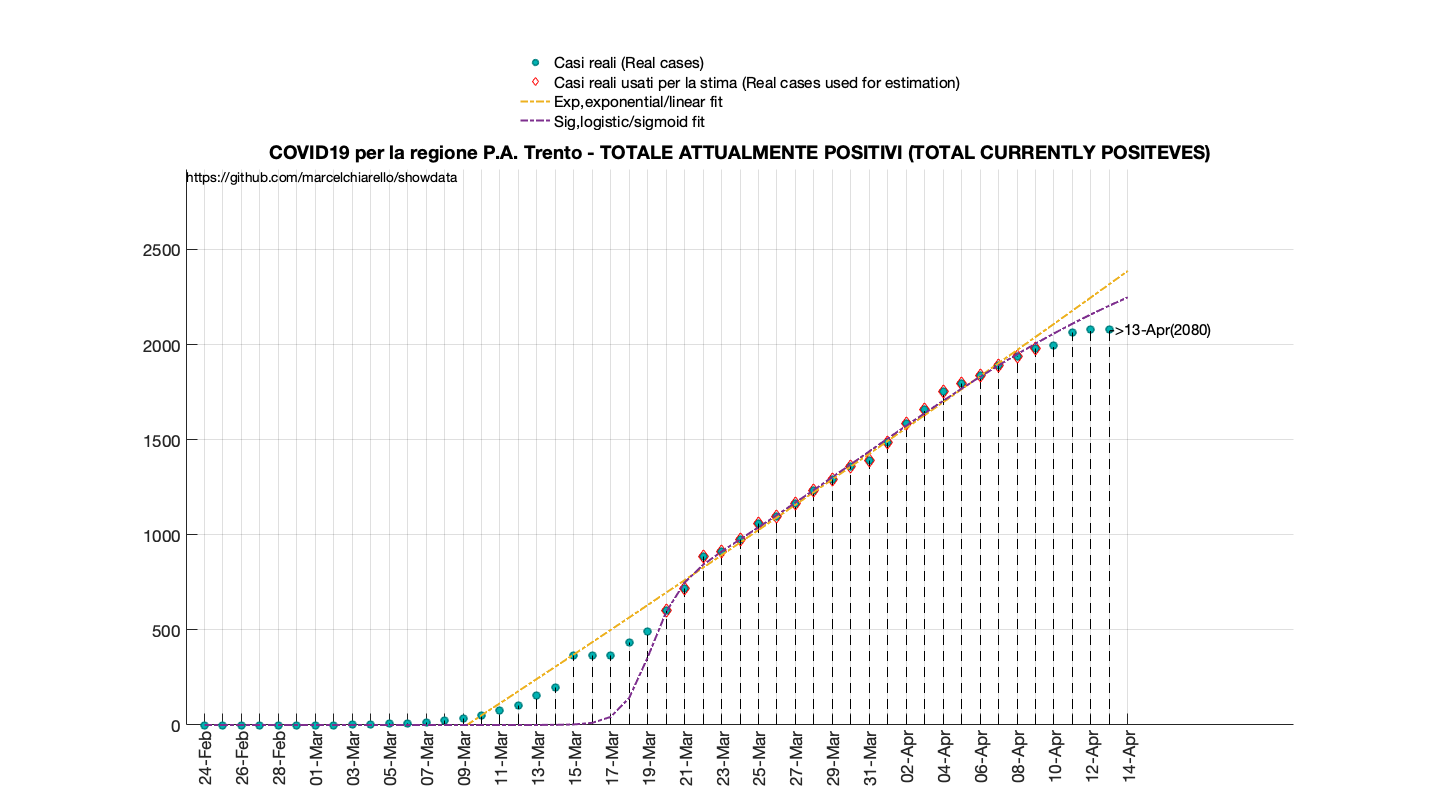 Casi reali (Real cases)
Casi reali usati per la stima (Real cases used for estimation)
Exp,exponential/linear fit
Sig,logistic/sigmoid fit
COVID19 per la regione P.A. Trento - TOTALE ATTUALMENTE POSITIVI (TOTAL CURRENTLY POSITEVES)
https://github.com/marcelchiarello/showdata
2500
2000
1500
1000
500
0
>13-Apr(2080)
24-Feb
26-Feb
28-Feb
01-Mar
03-Mar
05-Mar
07-Mar
09-Mar
11-Mar
13-Mar
15-Mar
17-Mar
19-Mar
21-Mar
23-Mar
25-Mar
27-Mar
29-Mar
31-Mar
02-Apr
04-Apr
06-Apr
08-Apr
10-Apr
12-Apr
14-Apr